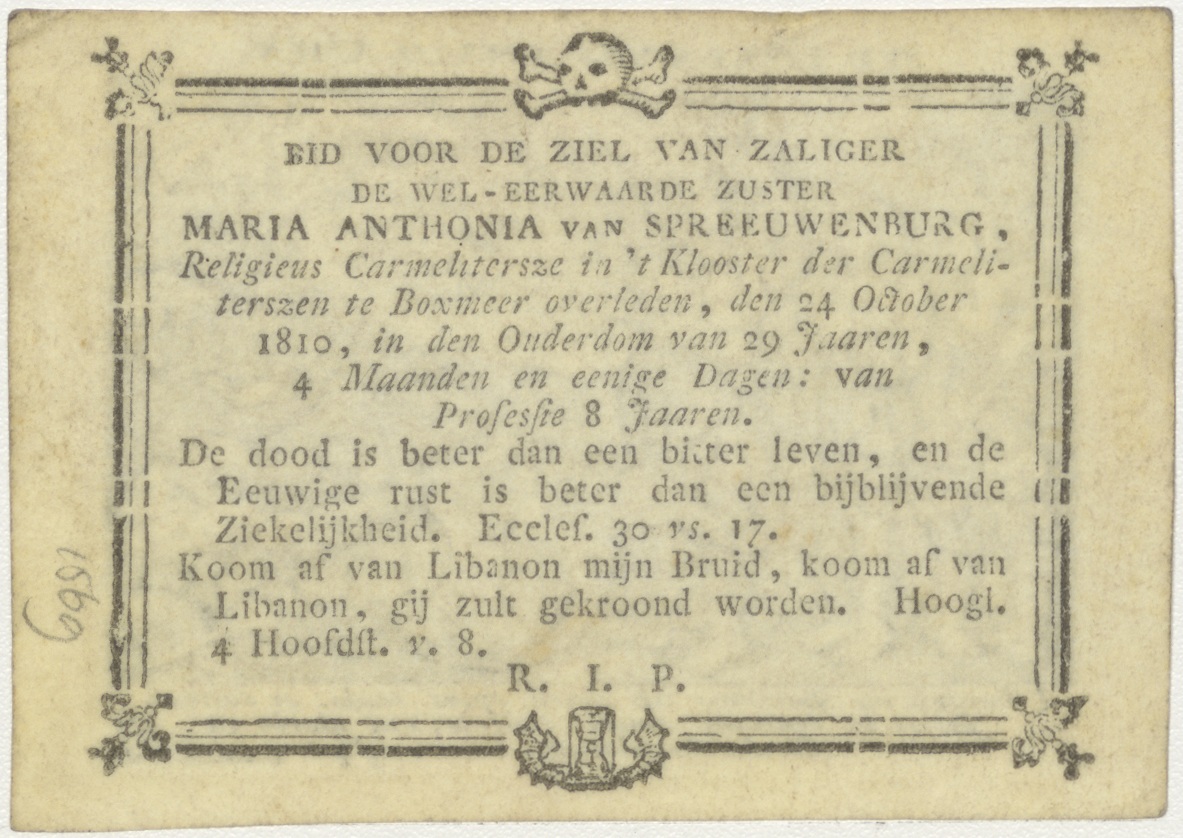 BID VOOR DE ZIEL VAN ZALIGER
DE WEL-EERWAARDE ZUSTER
MARIA ANTHONIA VAN SPREEUWENBURG,
Religieus Carmelitersze in 't Klooster der Carmeli-
terszen te Boxmeer overleden, den 24 October
1810, in den Ouderdom van 29 Jaaren,
4 Maanden en eenige Dagen: van
Profesſie 8 Jaaren.
De dood is beter dan een bitter leven, en de
Eeuwige rust is beter dan een bijblijvende
Ziekelijkheid. Eccleſ. 30 vs. 17.
Koom af van Libanon mijn Bruid, koom af van
Libanon, gij zult gekroond worden. Hoogl.
4 Hoofdſt. v. 8.
R. I. P.
15669